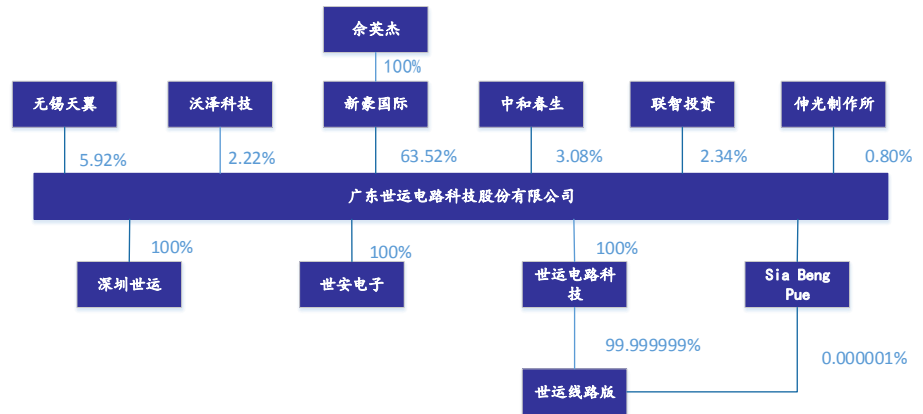 佘英杰
100%
无锡天翼
沃泽科技
新豪国际
中和春生
联智投资
伸光制作所
5.92%
2.22%
63.52%
3.08%
2.34%
0.80%
广东世运电路科技股份有限公司
100%
100%
100%
深圳世运
世安电子
世运电路科
技
Sia Beng
Pue
99.999999%
0.000001%
世运线路版